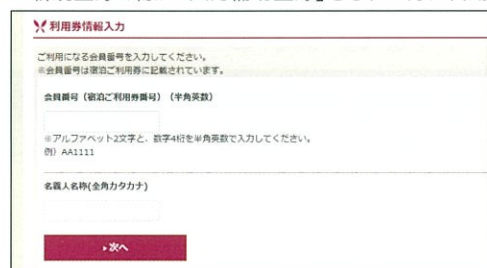 利用券情報入力
ご利用になる会員番号を入力してください。
※会員番号は宿泊ご利用券に記載されています。
会員番号（宿泊ご利用券番号）（半角英数）
※アルファベット2文字と、数字4桁を半角英数で入力してください。
例）AA1111
名義人名称(全角カタカナ)
次へ